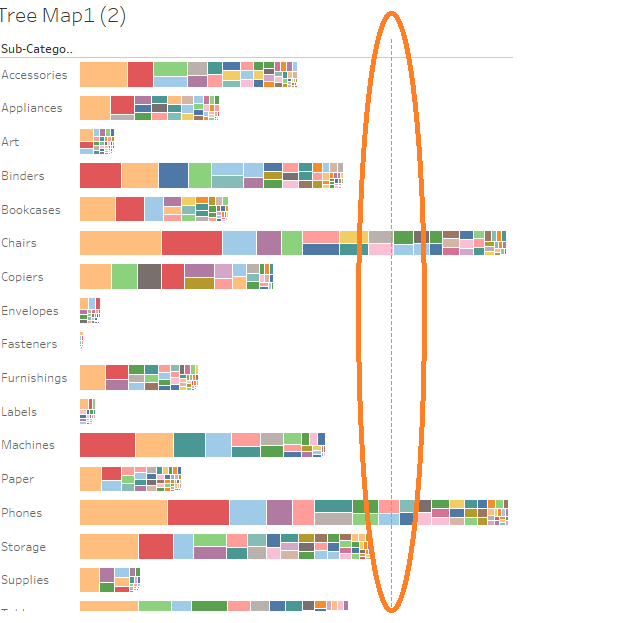 Tree Map1 (2)
Sub-Catego..
Accessories
Appliances
Art
Binders
Bookcases
Chairs
Copiers
Envelopes
Fasteners
Furnishings
Labels
Machines
Paper
Phones
Storage
Supplies